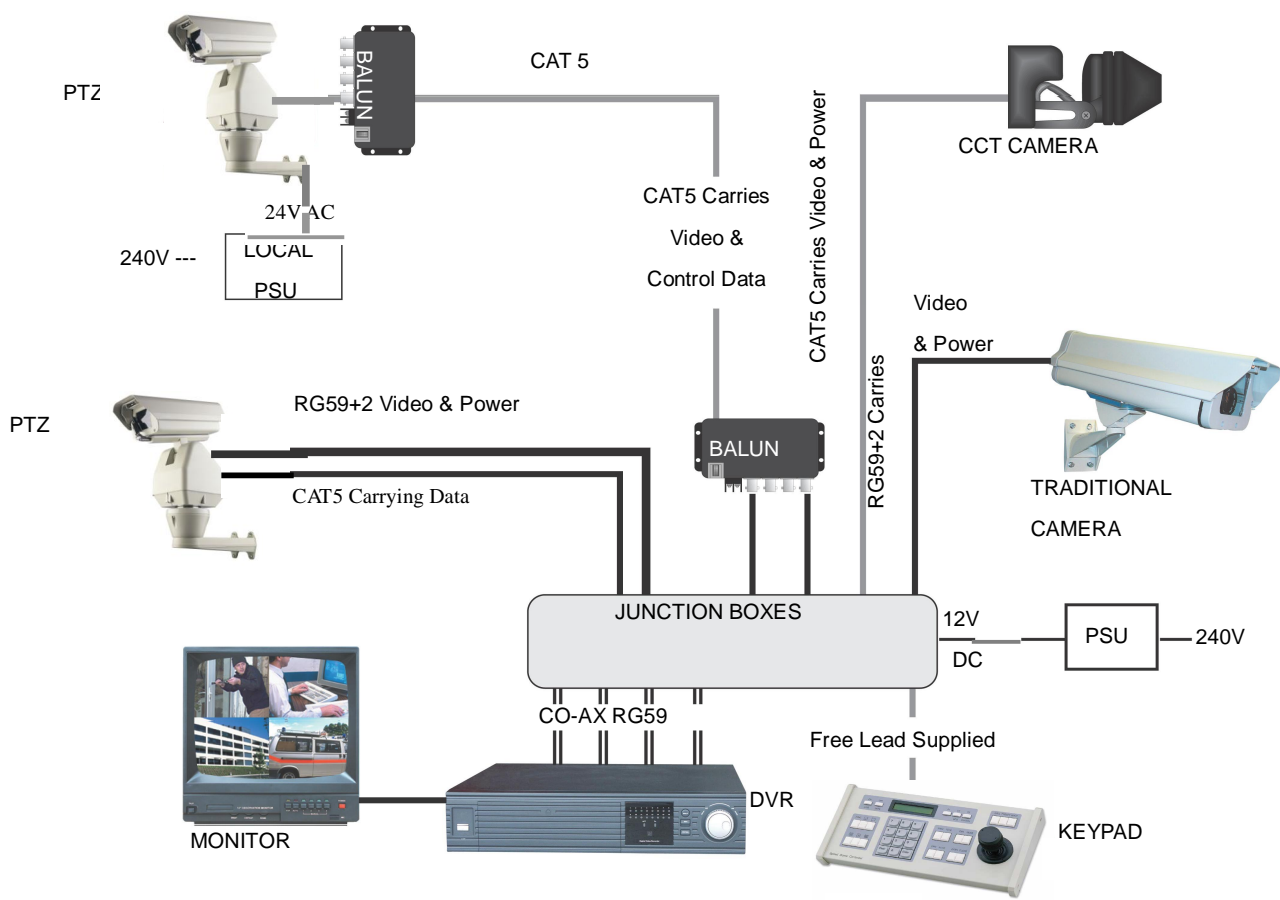 CAT 5
BALUN
PTZ
CCT CAMERA
CAT5 Carries
Video &
Control Data
CAT5 Carries Video & Power
24V AC
240V ---
LOCAL
PSU
Video
& Power
RG59+2 Video & Power
PTZ
BALUN
RG59+2 Carries
CAT5 Carrying Data
TRADITIONAL
CAMERA
JUNCTION BOXES
12V
DC
PSU
240V
CO-AX RG59
Free Lead Supplied
DVR
MONITOR
KEYPAD